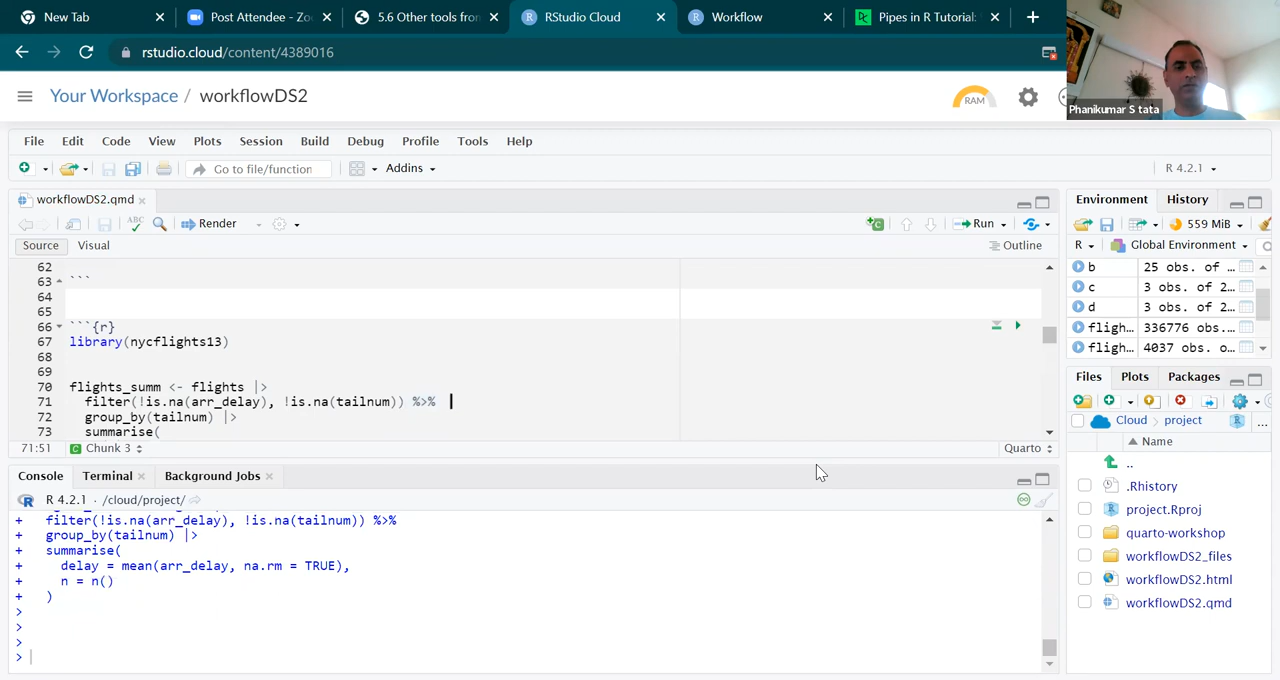 New Tab
Post Attendee - Zo
5.6 Other tools from
RStudio Cloud
Workflow
Pipes in R Tutorial:
rstudio.cloud/content/4389016
Phanikumar S tata
Your Workspace / workflowDS2
RAM
File Edit Code View Plots Session Build Debug Profile Tools Help
Go to file/function Addins R 4.2.1
workflowDS2.qmd
ABC Render Run
Source Visual Outline
62
63 ```
64
65
66 ```{r}
67 library(nycflights13)
68
69
70 flights_summ <- flights |>
71 filter(!is.na(arr_delay), !is.na(tailnum)) %>%
72 group_by(tailnum) |>
73 summarise(
71:51 C Chunk 3 Quarto
Console Terminal Background Jobs
R 4.2.1 · /cloud/project/
+ filter(!is.na(arr_delay), !is.na(tailnum)) %>%
+ group_by(tailnum) |>
+ summarise(
+ delay = mean(arr_delay, na.rm = TRUE),
+ n = n()
+ )
>
>
>
>
Environment History
559 MiB
R Global Environment
b 25 obs. of ...
c 3 obs. of 2...
d 3 obs. of 2...
fligh... 336776 obs...
fligh... 4037 obs. o...
Files Plots Packages
Cloud project ...
Name
..
.Rhistory
project.Rproj
quarto-workshop
workflowDS2_files
workflowDS2.html
workflowDS2.qmd